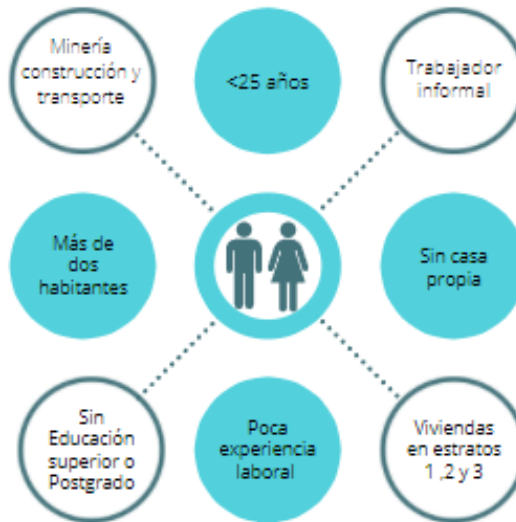 Minería
construcción y
transporte
<25 años
Trabajador
informal
Más de
dos
habitantes
Sin casa
propia
Sin
Educación
superior o
Postgrado
Poca
experiencia
laboral
Viviendas
en estratos
1 ,2 y 3